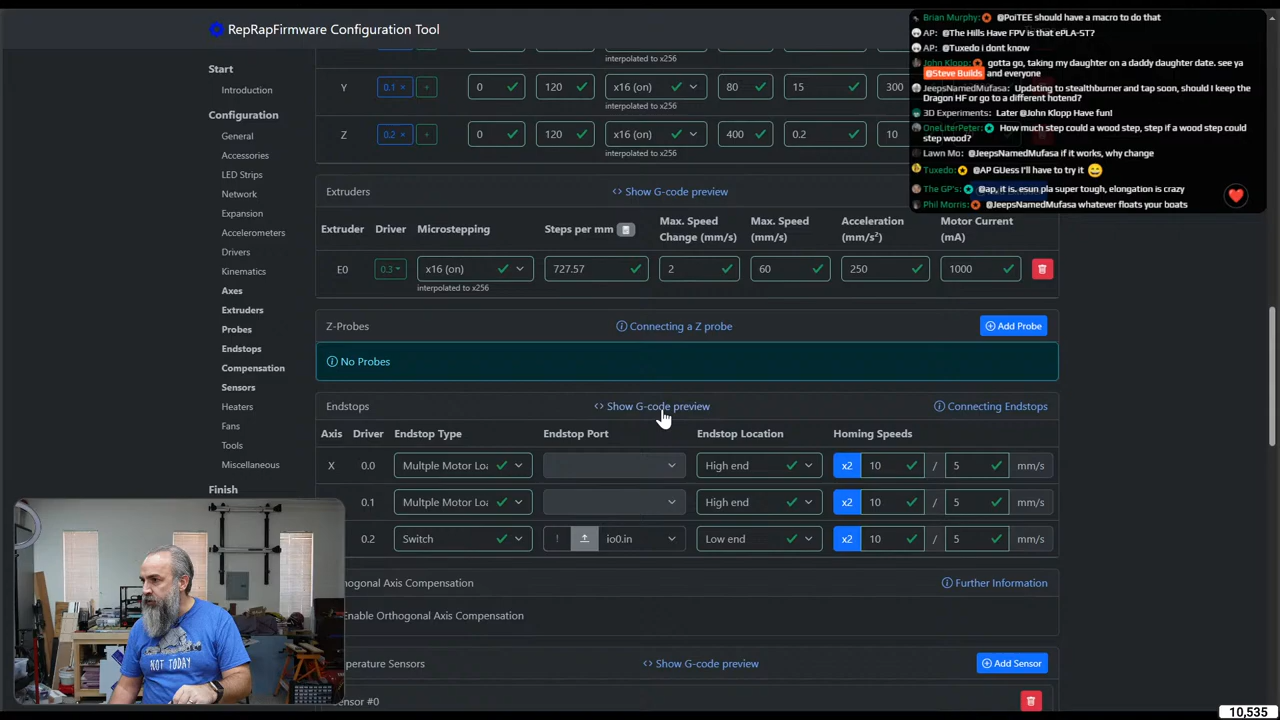 RepRapFirmware Configuration Tool
Start
Introduction
Configuration
General
Accessories
LED Strips
Network
Expansion
Accelerometers
Drivers
Kinematics
Axes
Extruders
Probes
Endstops
Compensation
Sensors
Heaters
Fans
Tools
Miscellaneous
Finish
interpolated to x256
Y 0.1 × + 0 120 x16 (on) 80 15 300
interpolated to x256
Z 0.2 × + 0 120 x16 (on) 400 0.2 10
interpolated to x256
Extruders <> Show G-code preview
Extruder Driver Microstepping Steps per mm Max. Speed Change (mm/s) Max. Speed (mm/s) Acceleration (mm/s²) Motor Current (mA)
E0 0.3 x16 (on) 727.57 2 60 250 1000
interpolated to x256
Z-Probes Connecting a Z probe Add Probe
No Probes
Endstops <> Show G-code preview Connecting Endstops
Axis Driver Endstop Type Endstop Port Endstop Location Homing Speeds
X 0.0 Multple Motor Loa High end x2 10 / 5 mm/s
0.1 Multple Motor Loa High end x2 10 / 5 mm/s
0.2 Switch ! io0.in Low end x2 10 / 5 mm/s
hogonal Axis Compensation Further Information
Enable Orthogonal Axis Compensation
perature Sensors <> Show G-code preview Add Sensor
ensor #0
Brian Murphy: @PoiTEE should have a macro to do that
AP: @The Hills Have FPV is that ePLA-ST?
AP: @Tuxedo i dont know
John Klopp: gotta go, taking my daughter on a daddy daughter date. see ya
@Steve Builds and everyone
JeepsNamedMufasa: Updating to stealthburner and tap soon, should I keep the
Dragon HF or go to a different hotend?
3D Experiments: Later @John Klopp Have fun!
OneLiterPeter: How much step could a wood step, step if a wood step could
step wood?
Lawn Mo: @JeepsNamedMufasa if it works, why change
Tuxedo: @AP GUess I'll have to try it
The GP's: @ap, it is. esun pla super tough, elongation is crazy
Phil Morris: @JeepsNamedMufasa whatever floats your boats
NOT TODAY
10,535